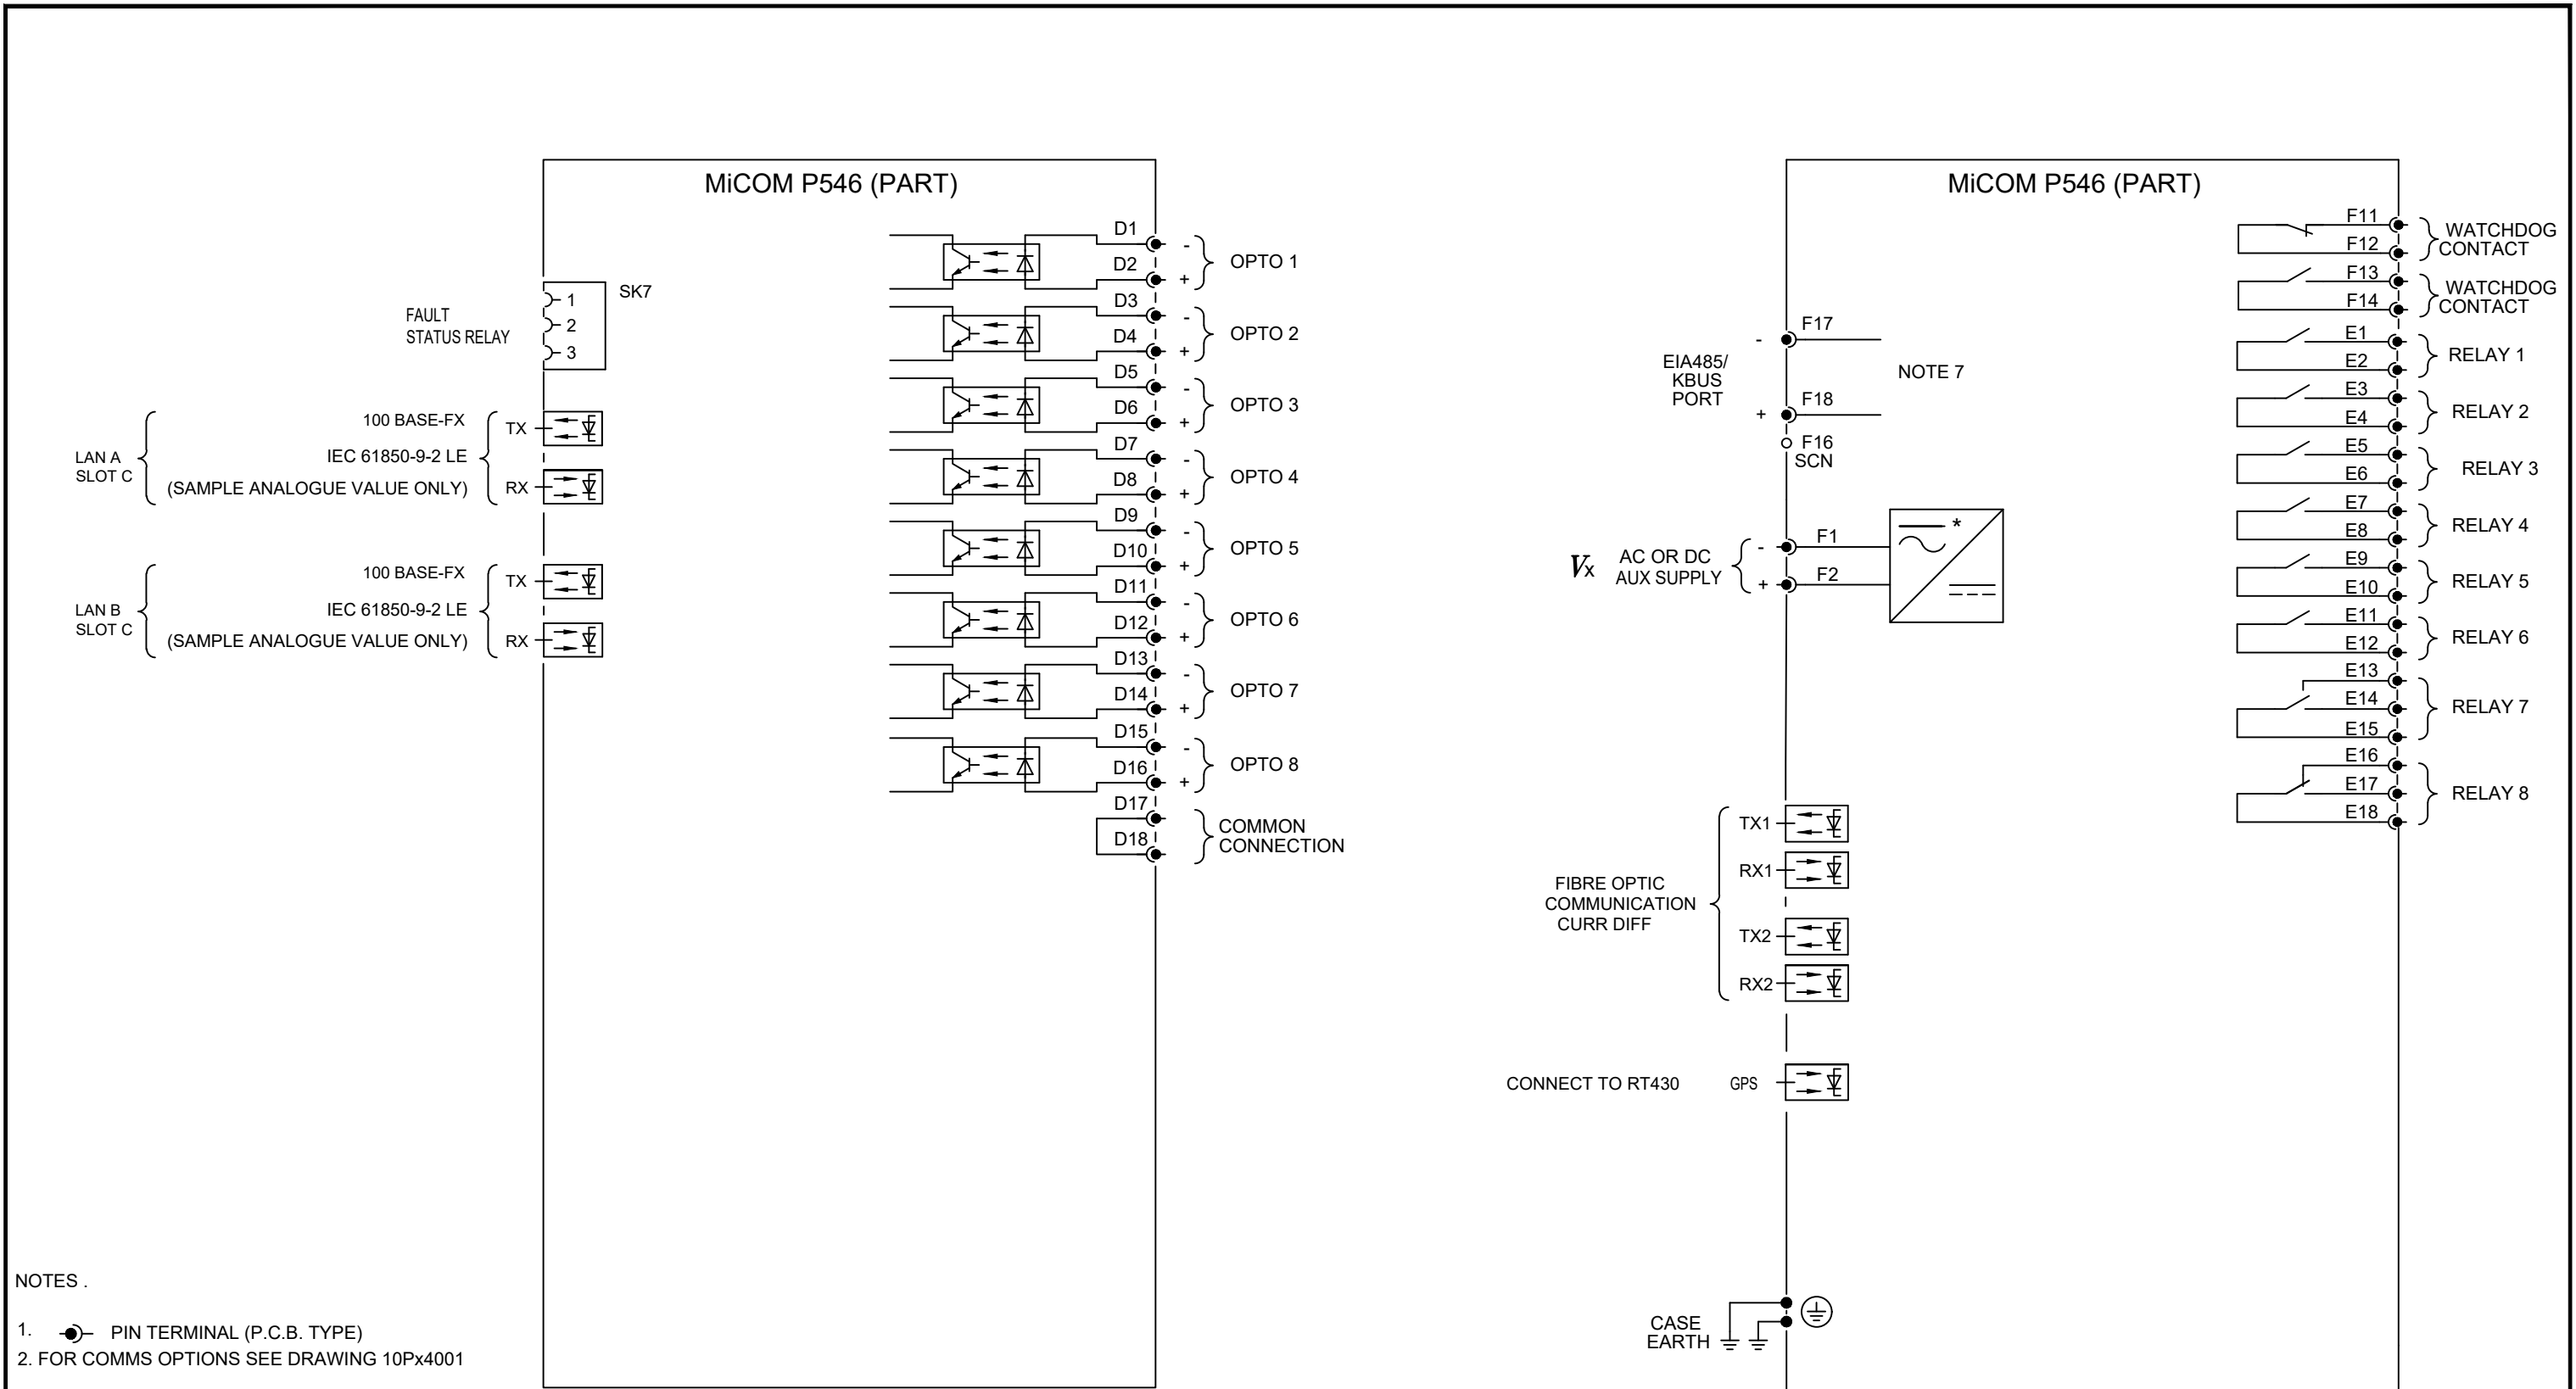 MiCOM P546 (PART)
FAULT
STATUS RELAY
SK7
1
2
3
LAN A
SLOT C
100 BASE-FX
IEC 61850-9-2 LE
(SAMPLE ANALOGUE VALUE ONLY)
TX
RX
LAN B
SLOT C
100 BASE-FX
IEC 61850-9-2 LE
(SAMPLE ANALOGUE VALUE ONLY)
TX
RX
D1 -
D2 +
OPTO 1
D3 -
D4 +
OPTO 2
D5 -
D6 +
OPTO 3
D7 -
D8 +
OPTO 4
D9 -
D10 +
OPTO 5
D11 -
D12 +
OPTO 6
D13 -
D14 +
OPTO 7
D15 -
D16 +
OPTO 8
D17
D18
COMMON
CONNECTION
MiCOM P546 (PART)
EIA485/
KBUS
PORT
- F17
+ F18
NOTE 7
F16
SCN
Vx
AC OR DC
AUX SUPPLY
- F1
+ F2
*
FIBRE OPTIC
COMMUNICATION
CURR DIFF
TX1
RX1
TX2
RX2
CONNECT TO RT430 GPS
CASE
EARTH
F11
F12
WATCHDOG
CONTACT
F13
F14
WATCHDOG
CONTACT
E1
E2
RELAY 1
E3
E4
RELAY 2
E5
E6
RELAY 3
E7
E8
RELAY 4
E9
E10
RELAY 5
E11
E12
RELAY 6
E13
E14
E15
RELAY 7
E16
E17
E18
RELAY 8
NOTES .
1. PIN TERMINAL (P.C.B. TYPE)
2. FOR COMMS OPTIONS SEE DRAWING 10Px4001